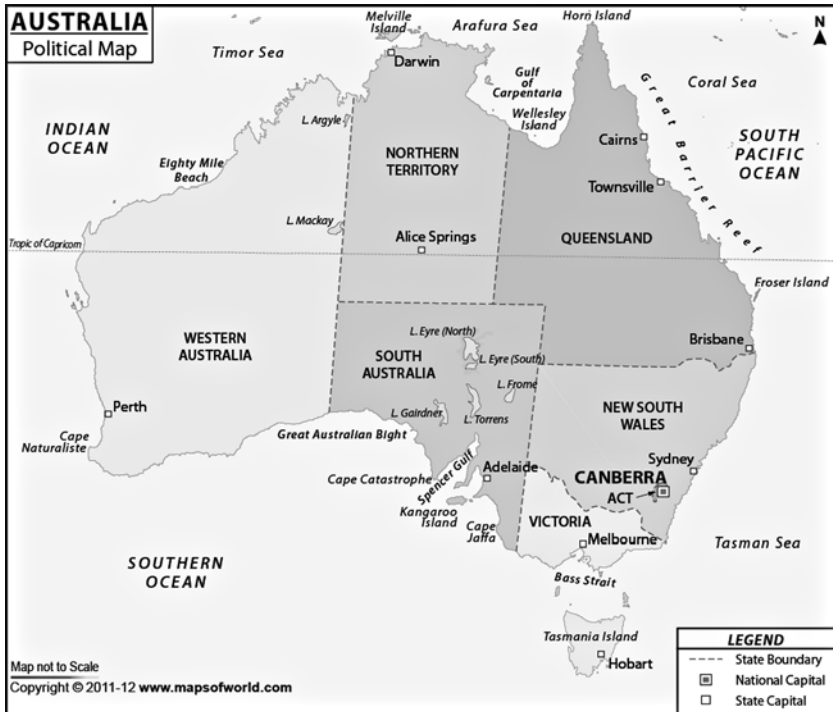 AUSTRALIA
Political Map
Melville
Island
Arafura Sea
Horn Island
N
Timor Sea
Darwin
Gulf
of
Carpentaria
Coral Sea
Wellesley
Island
Great Barrier Reef
INDIAN
OCEAN
L. Argyle
Cairns
SOUTH
PACIFIC
OCEAN
Eighty Mile
Beach
NORTHERN
TERRITORY
Townsville
L. Mackay
Alice Springs
QUEENSLAND
Tropic of Capricorn
Froser Island
WESTERN
AUSTRALIA
L. Eyre (North)
SOUTH
AUSTRALIA
L. Eyre (South)
Brisbane
L. Frome
Perth
L. Gairdner
L. Torrens
NEW SOUTH
WALES
Cape
Naturaliste
Great Australian Bight
Sydney
Cape Catastrophe
Spencer Gulf
Adelaide
CANBERRA
ACT
Kangaroo
Island
Cape
Jaffa
VICTORIA
Melbourne
Tasman Sea
SOUTHERN
OCEAN
Bass Strait
Tasmania Island
Hobart
LEGEND
State Boundary
National Capital
State Capital
Map not to Scale
Copyright © 2011-12 www.mapsofworld.com